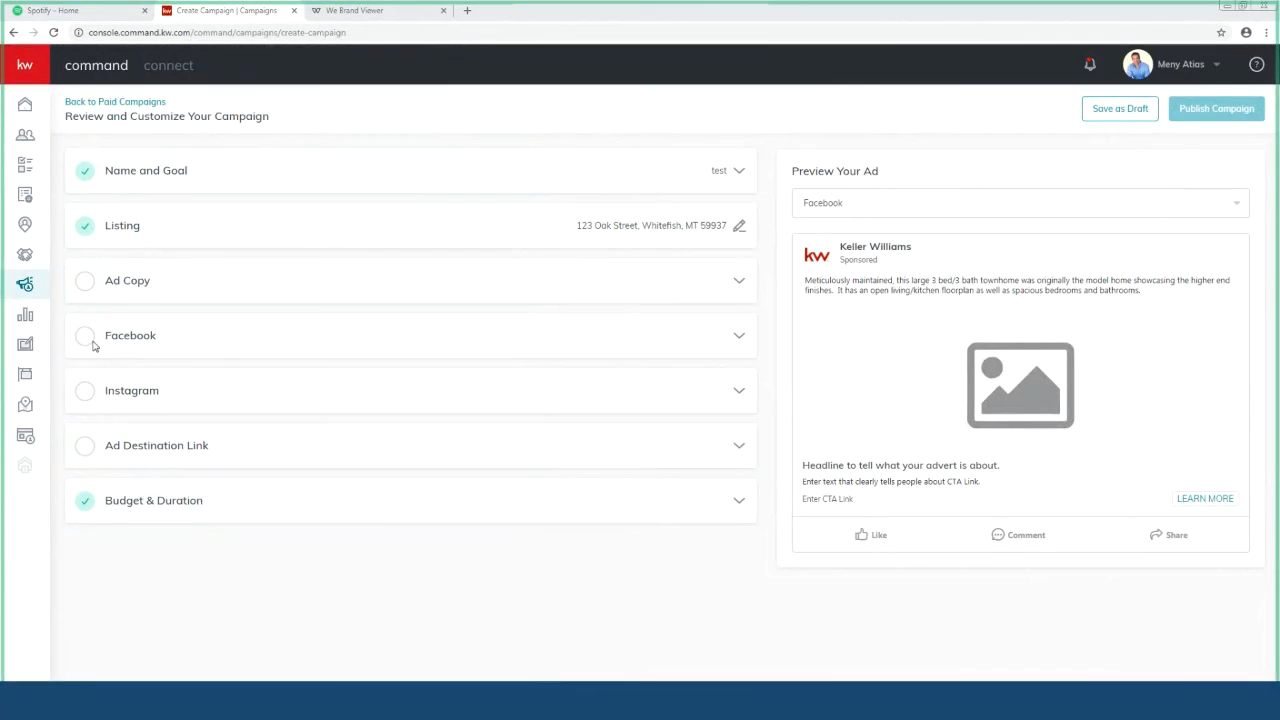 Spotify – Home
Create Campaign | Campaigns
We Brand Viewer
console.command.kw.com/command/campaigns/create-campaign
kw
command
connect
Meny Atias
Back to Paid Campaigns
Review and Customize Your Campaign
Save as Draft
Publish Campaign
Name and Goal
test
Listing
123 Oak Street, Whitefish, MT 59937
Ad Copy
Facebook
Instagram
Ad Destination Link
Budget & Duration
Preview Your Ad
Facebook
kw
Keller Williams
Sponsored
Meticulously maintained, this large 3 bed/3 bath townhome was originally the model home showcasing the higher end
finishes. It has an open living/kitchen floorplan as well as spacious bedrooms and bathrooms.
Headline to tell what your advert is about.
Enter text that clearly tells people about CTA Link.
Enter CTA Link
LEARN MORE
Like
Comment
Share